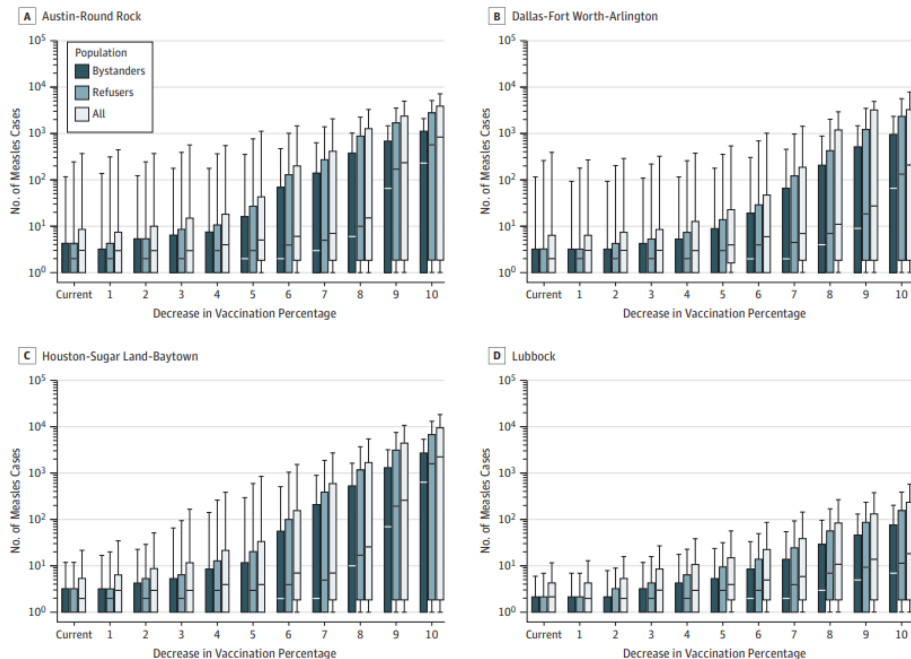 A Austin-Round Rock
Population
Bystanders
Refusers
All
No. of Measles Cases
10⁵
10⁴
10³
10²
10¹
10⁰
Current 1 2 3 4 5 6 7 8 9 10
Decrease in Vaccination Percentage
B Dallas-Fort Worth-Arlington
No. of Measles Cases
10⁵
10⁴
10³
10²
10¹
10⁰
Current 1 2 3 4 5 6 7 8 9 10
Decrease in Vaccination Percentage
C Houston-Sugar Land-Baytown
No. of Measles Cases
10⁵
10⁴
10³
10²
10¹
10⁰
Current 1 2 3 4 5 6 7 8 9 10
Decrease in Vaccination Percentage
D Lubbock
No. of Measles Cases
10⁵
10⁴
10³
10²
10¹
10⁰
Current 1 2 3 4 5 6 7 8 9 10
Decrease in Vaccination Percentage